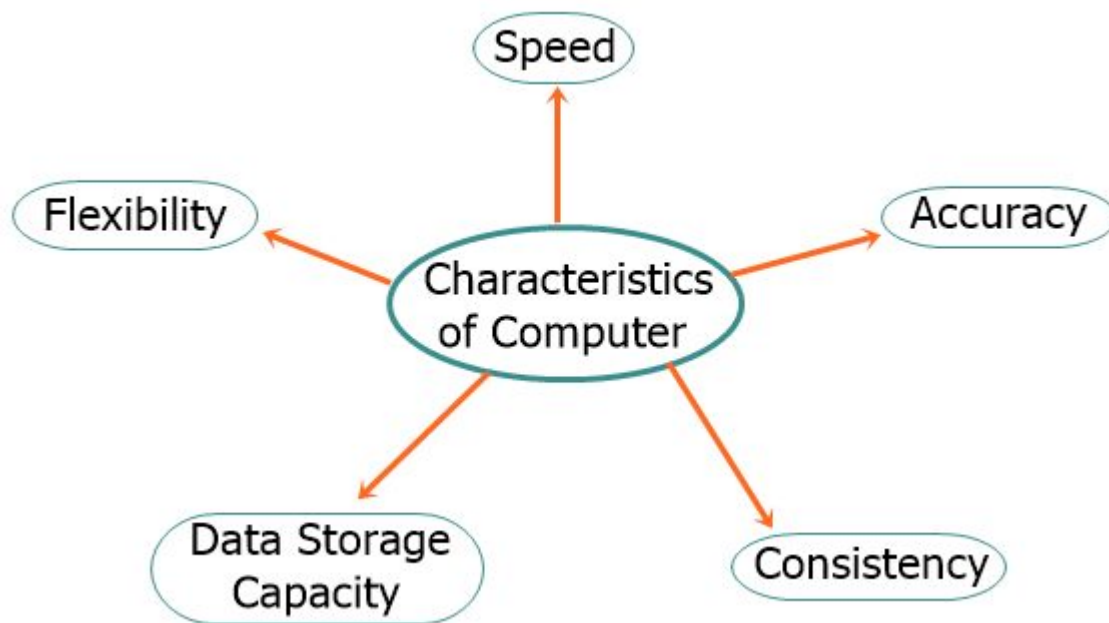 Speed
Flexibility
Accuracy
Characteristics
of Computer
Data Storage
Capacity
Consistency